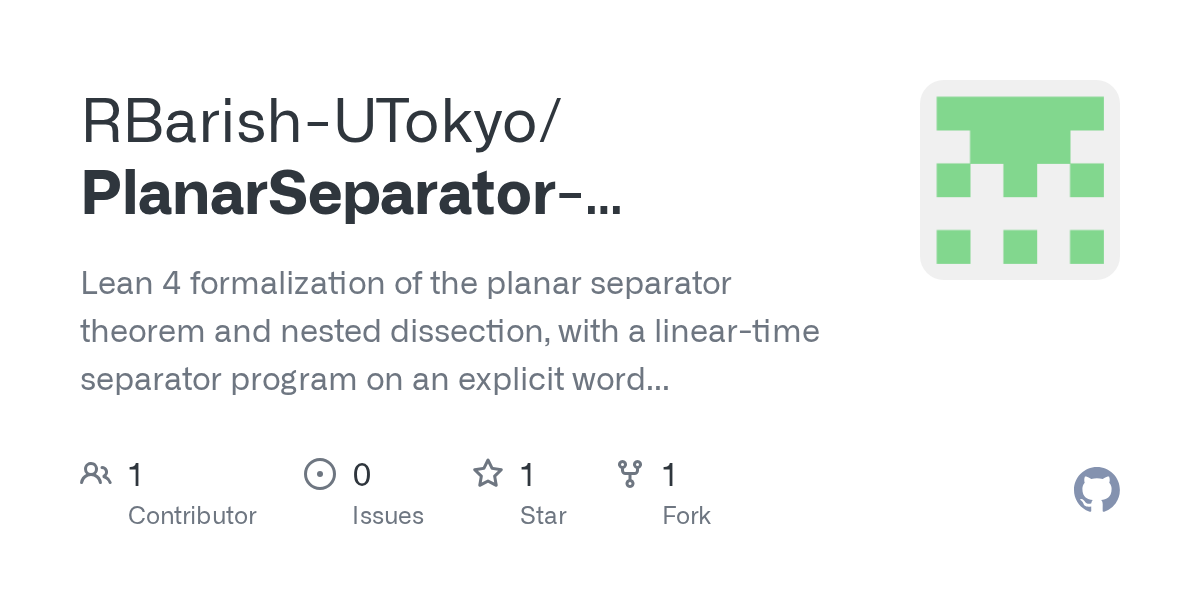 RBarish-UTokyo/
PlanarSeparator-...
Lean 4 formalization of the planar separator
theorem and nested dissection, with a linear-time
separator program on an explicit word...
1 0 1 1
Contributor Issues Star Fork